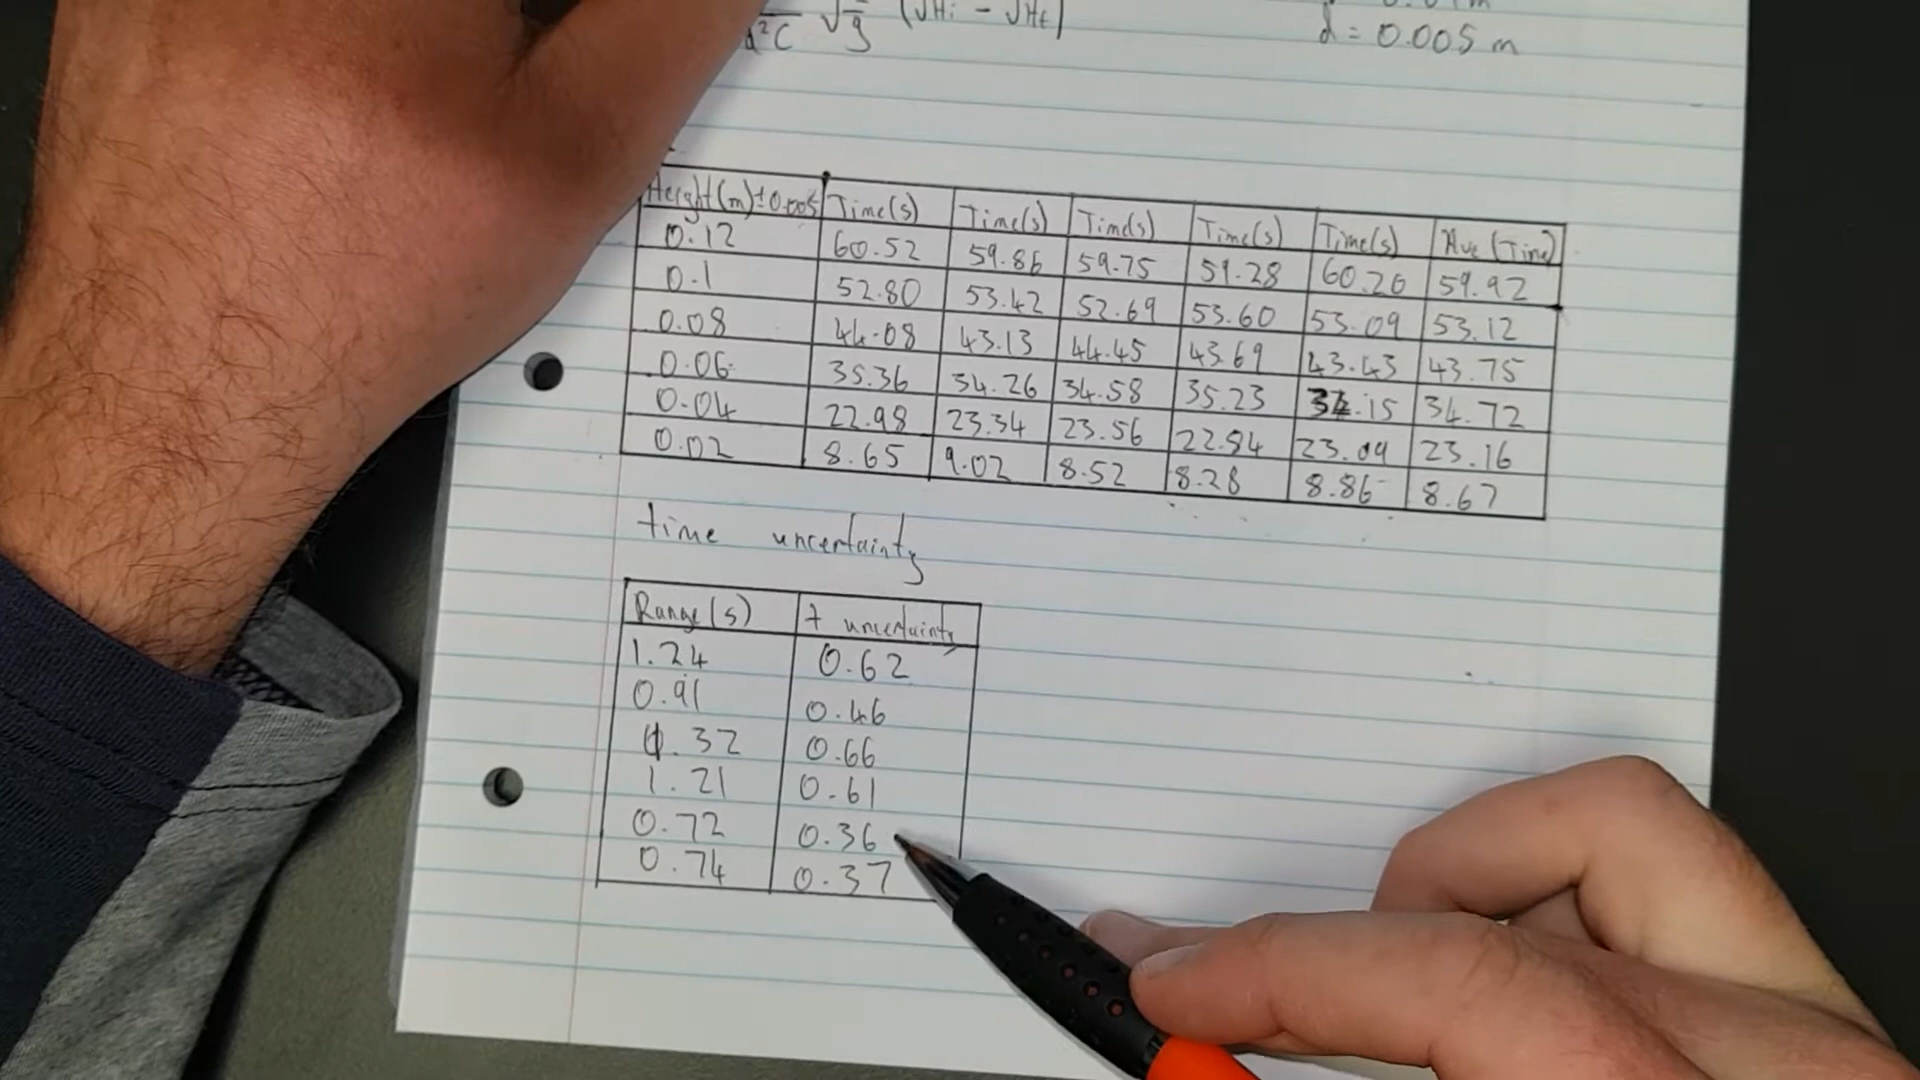 d²C √g (√Hi - √Hf)
d = 0.005 m
Height(m)±0.005 Time(s) Time(s) Time(s) Time(s) Time(s) Ave (Time)
0.12 60.52 59.86 59.75 59.28 60.20 59.92
0.1 52.80 53.42 52.69 53.60 53.09 53.12
0.08 44.08 43.13 44.45 43.69 43.43 43.75
0.06 35.36 34.26 34.58 35.23 34.15 34.72
0.04 22.98 23.34 23.56 22.84 23.09 23.16
0.02 8.65 9.02 8.52 8.28 8.86 8.67
time uncertainty
Range(s) t uncertainty
1.24 0.62
0.91 0.46
1.32 0.66
1.21 0.61
0.72 0.36
0.74 0.37